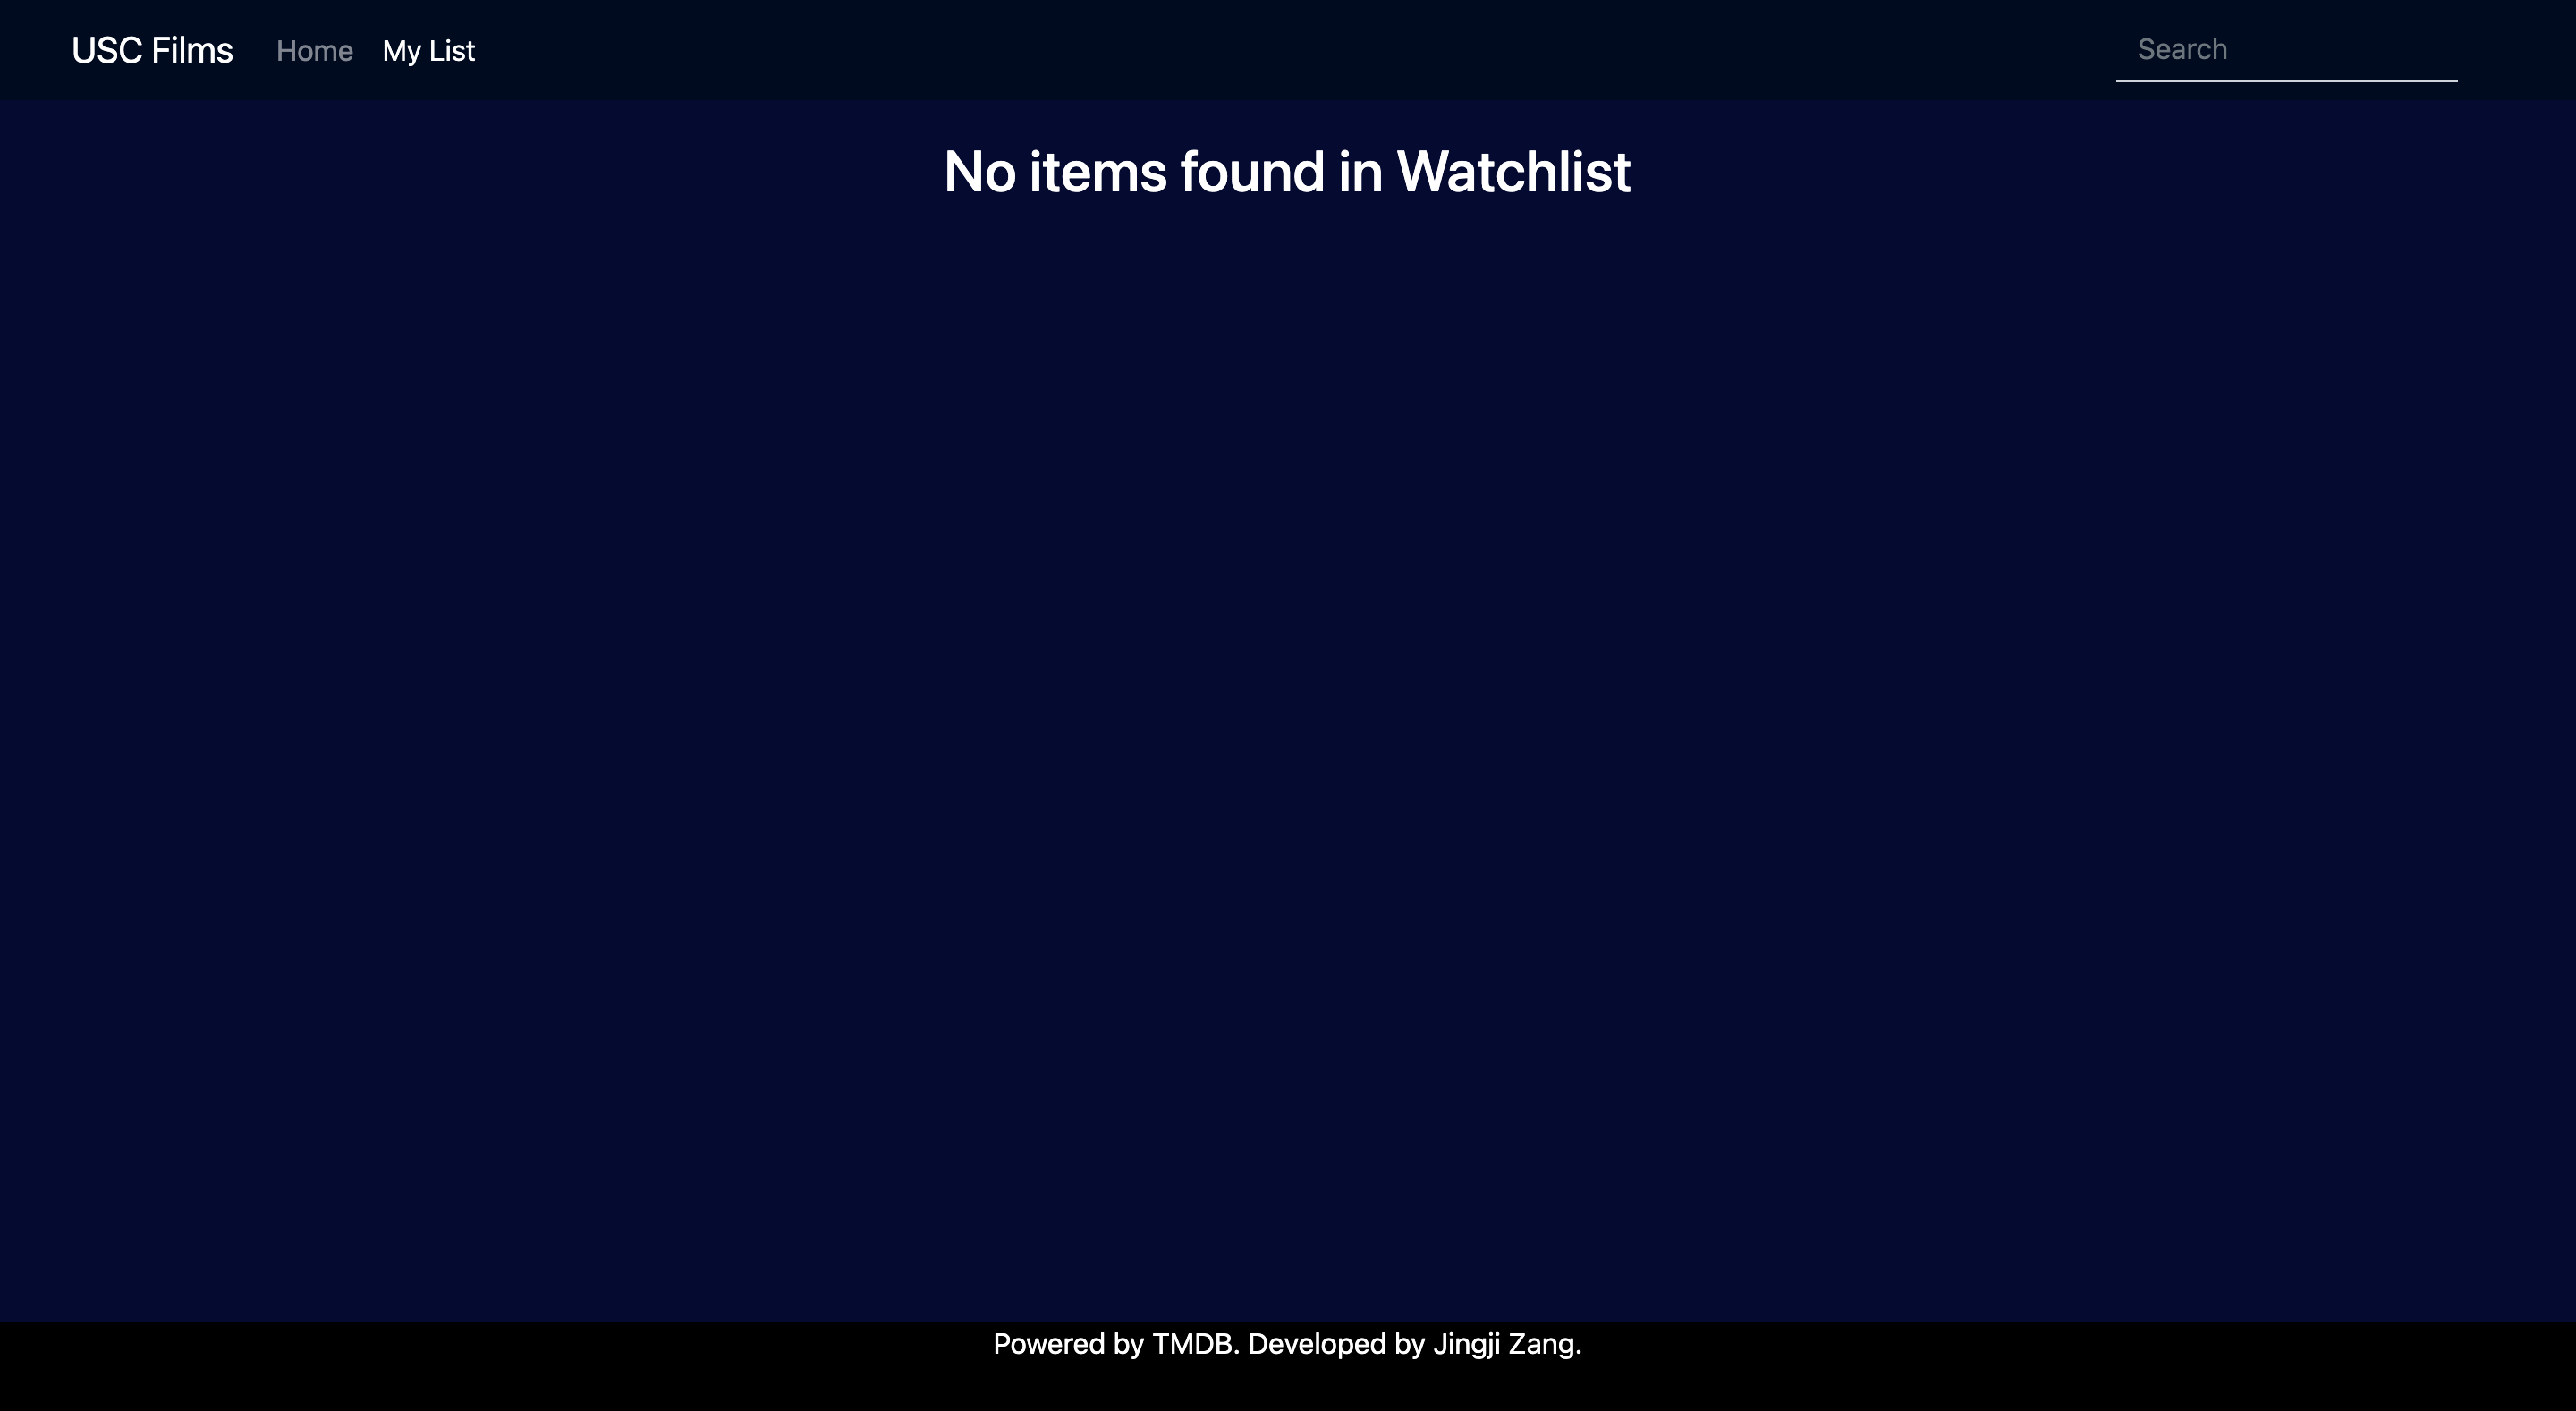 USC Films Home My List Search
No items found in Watchlist
Powered by TMDB. Developed by Jingji Zang.